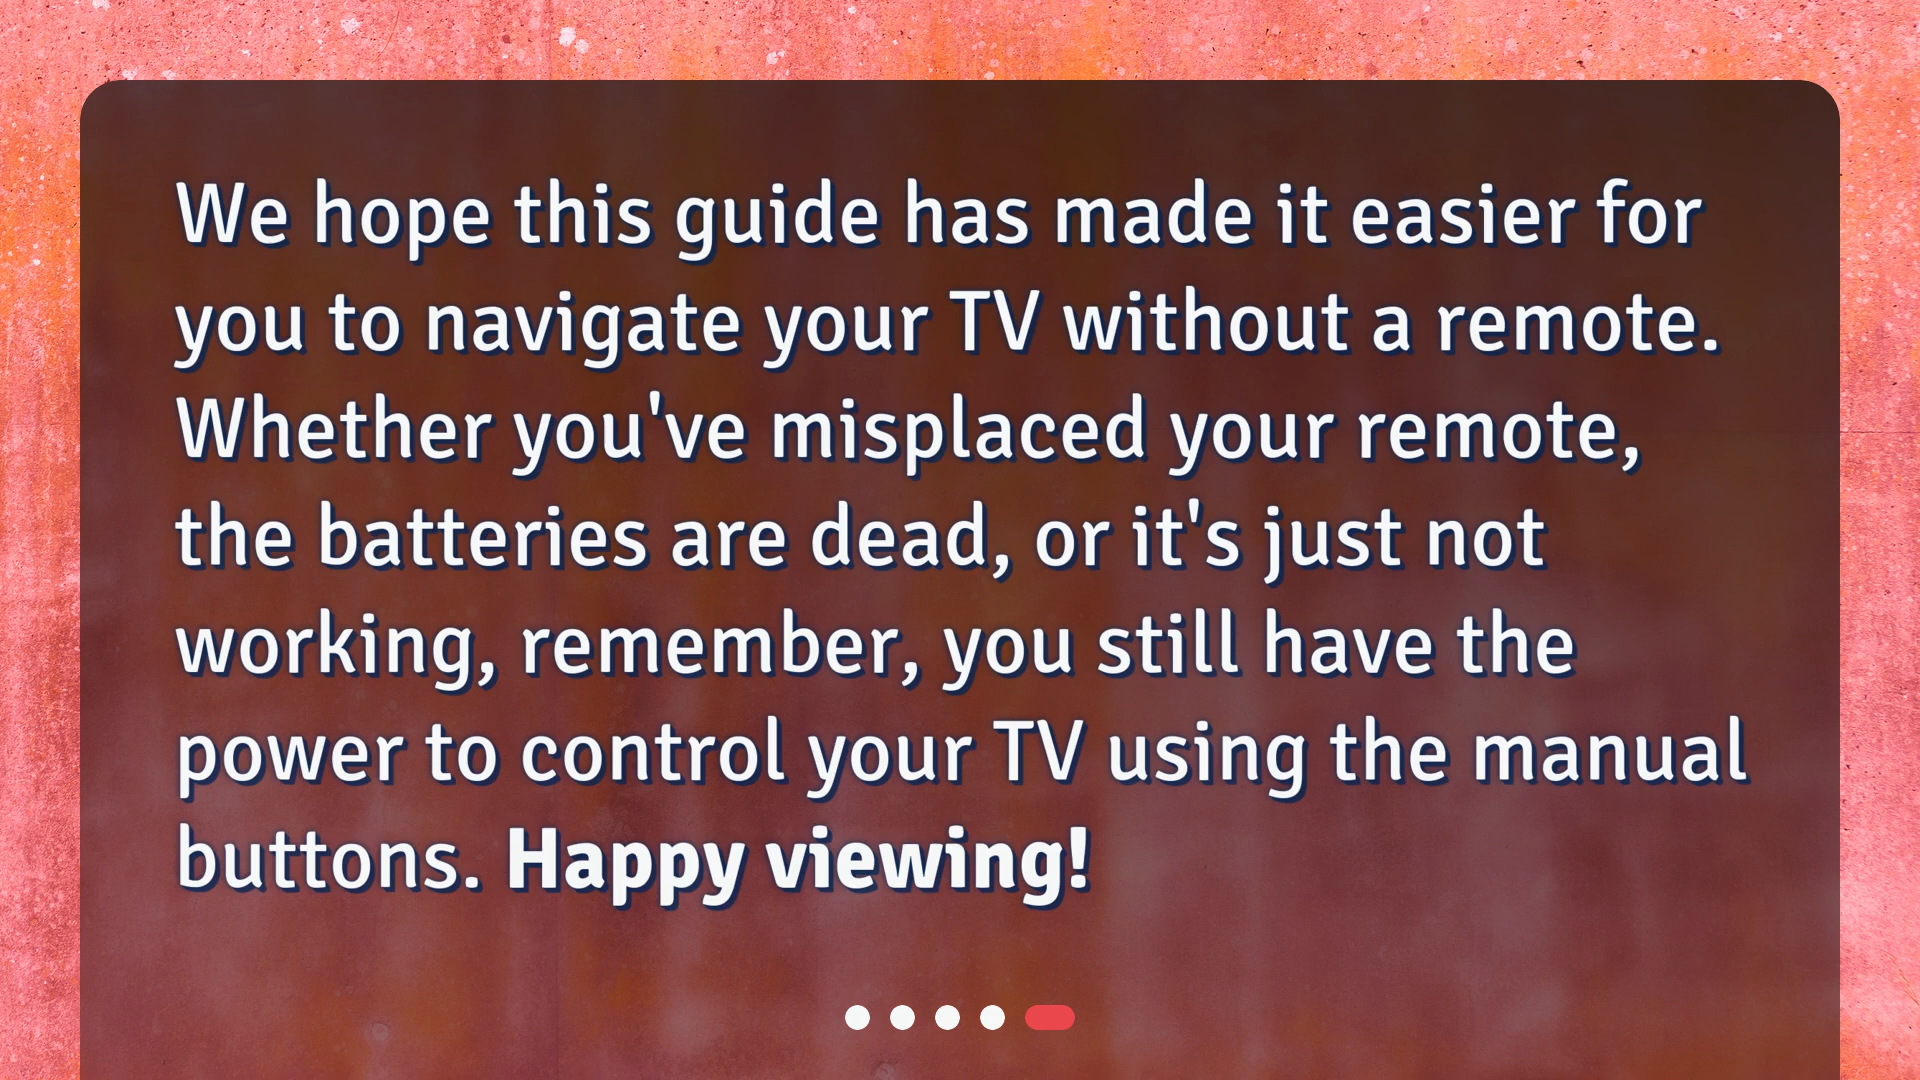 We hope this guide has made it easier for
you to navigate your TV without a remote.
Whether you've misplaced your remote,
the batteries are dead, or it's just not
working, remember, you still have the
power to control your TV using the manual
buttons. Happy viewing!